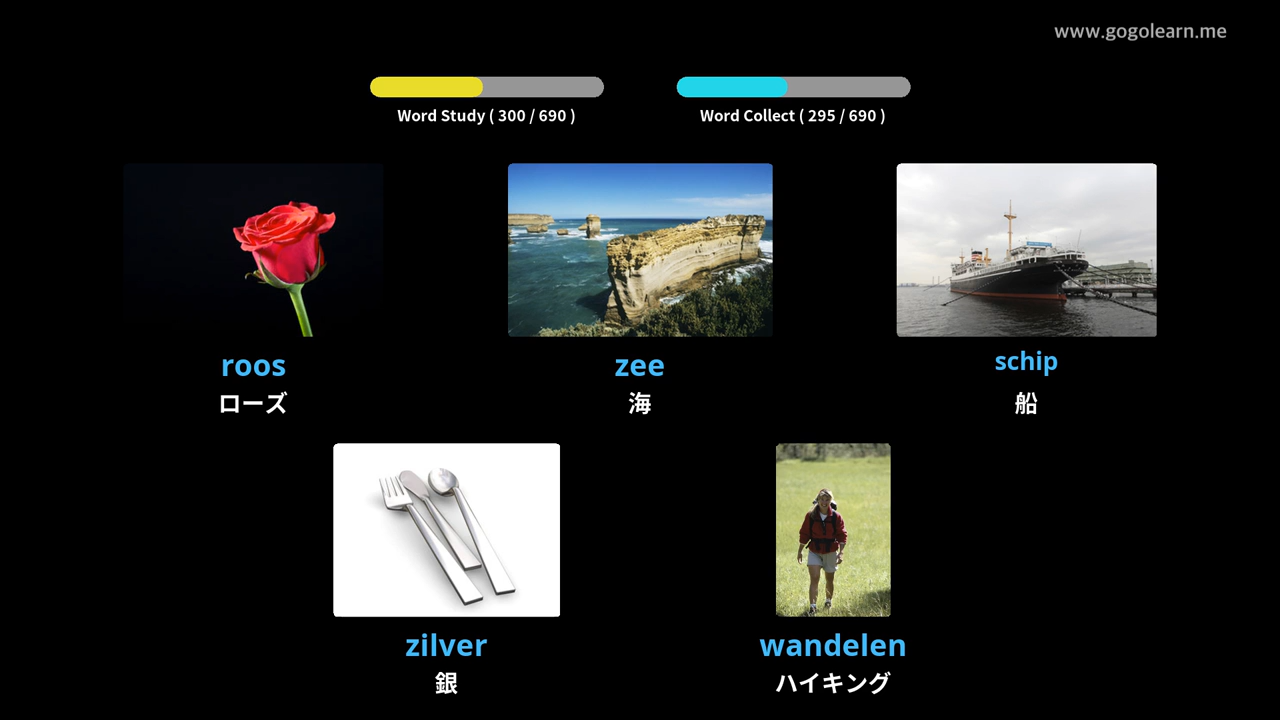 www.gogolearn.me
Word Study ( 300 / 690 )
Word Collect ( 295 / 690 )
roos
ローズ
zee
海
schip
船
zilver
銀
wandelen
ハイキング